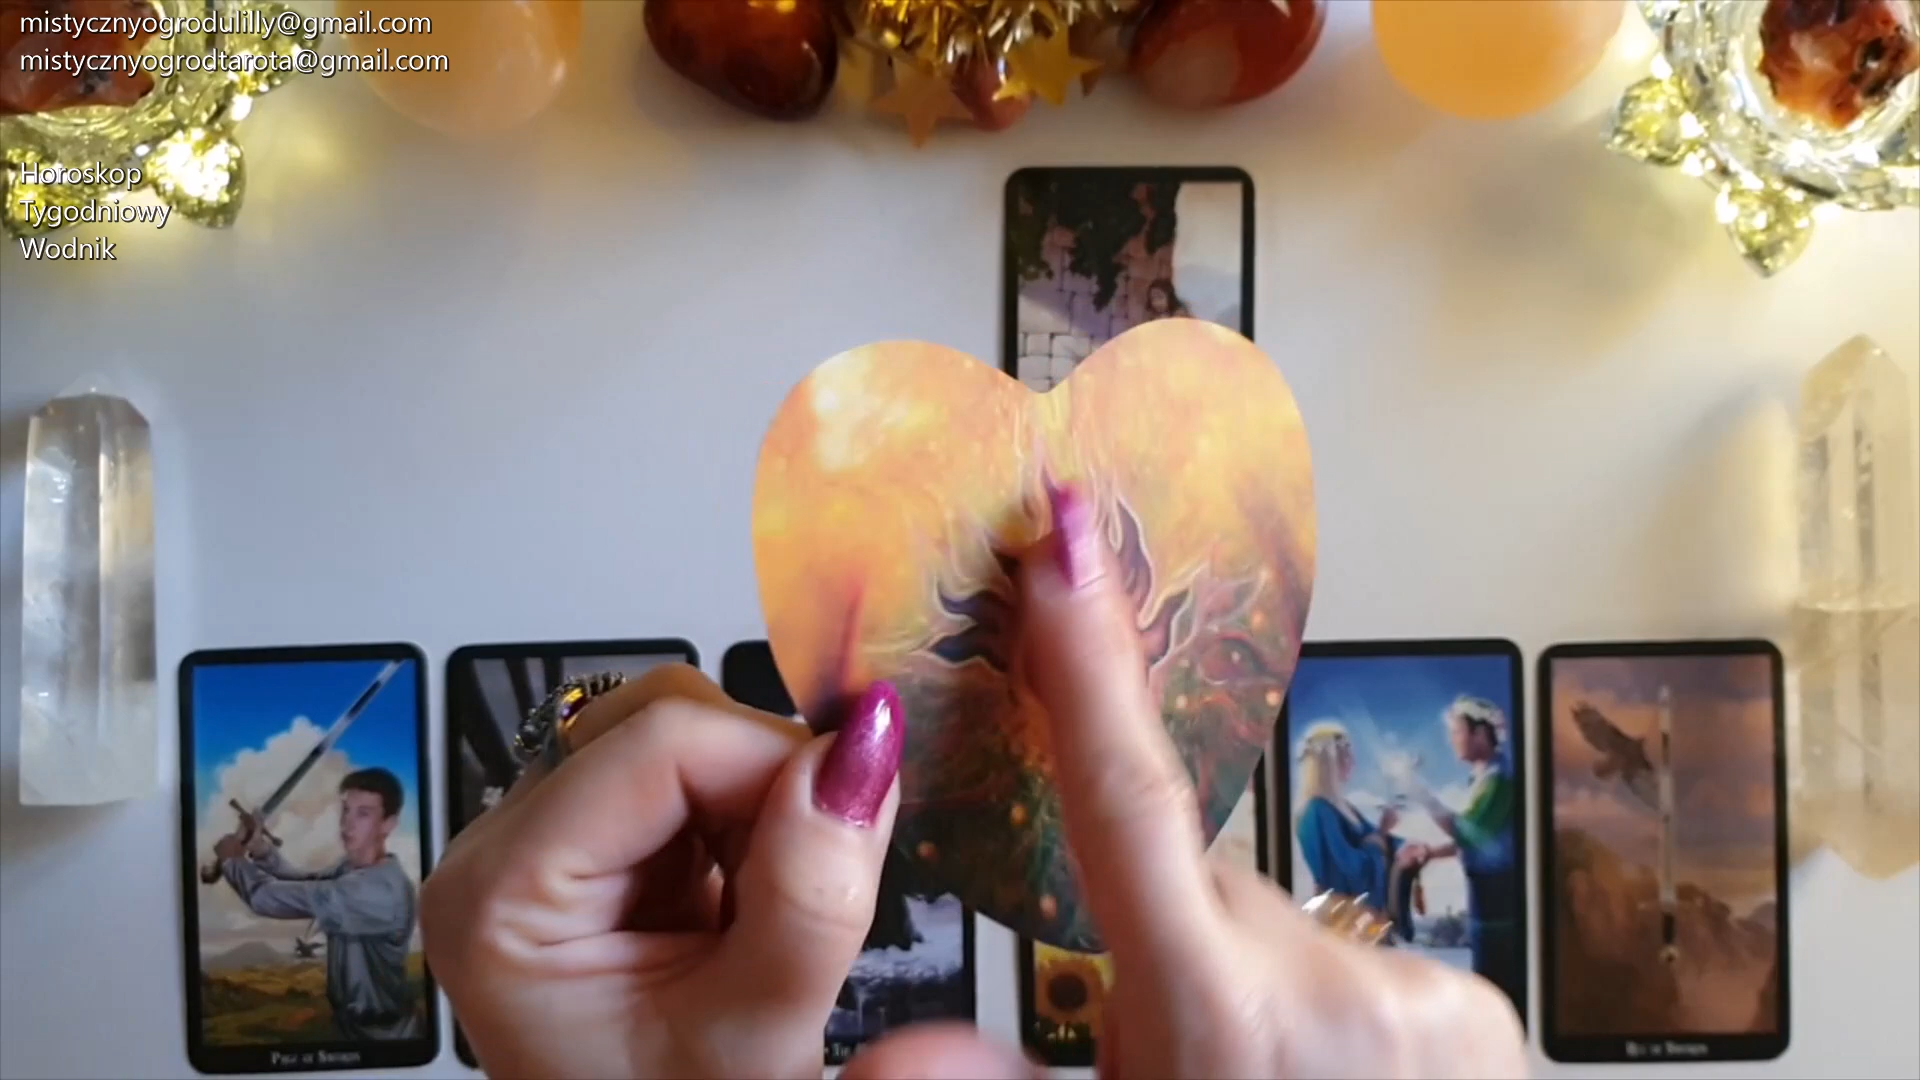 mistycznyogrodulilly@gmail.com
mistycznyogrodtarota@gmail.com
Horoskop
Tygodniowy
Wodnik
Page of Swords